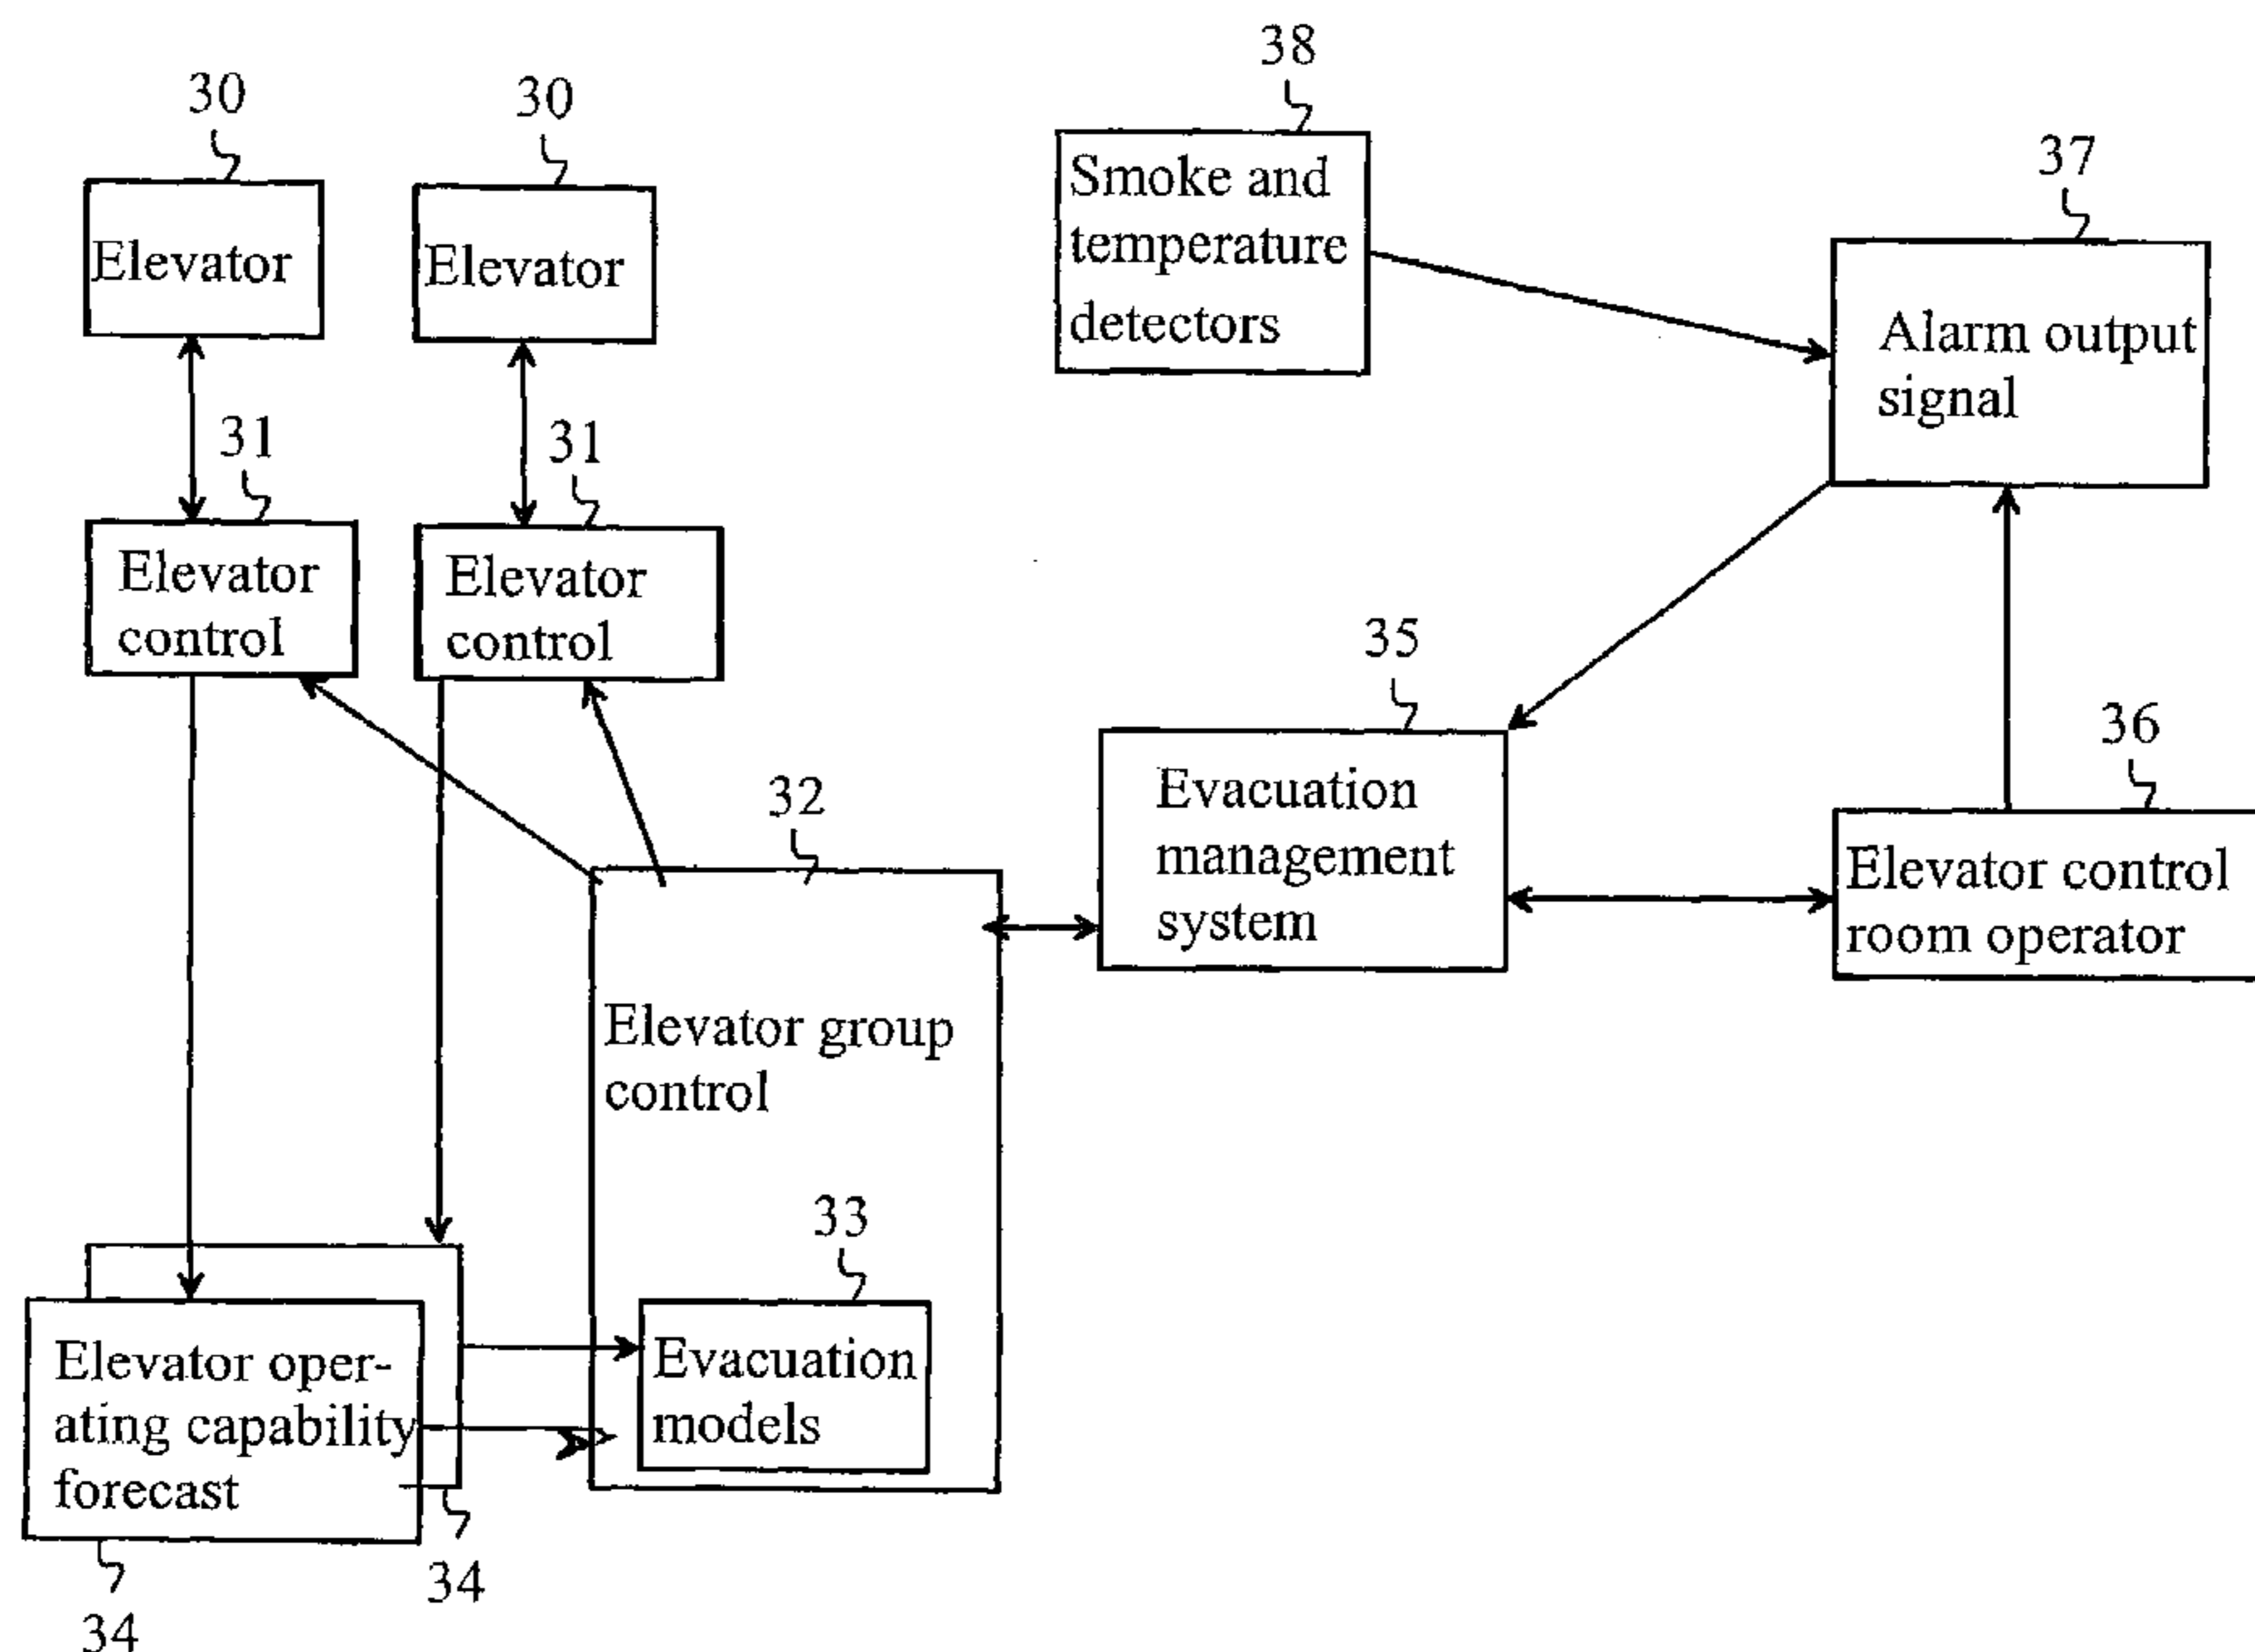 38
30
30
37
Smoke and
temperature
detectors
Elevator
Elevator
Alarm output
signal
31
31
Elevator
control
Elevator
control
35
36
32
Evacuation
management
system
Elevator control
room operator
Elevator group
control
33
Elevator oper-
ating capability
forecast
Evacuation
models
34
34